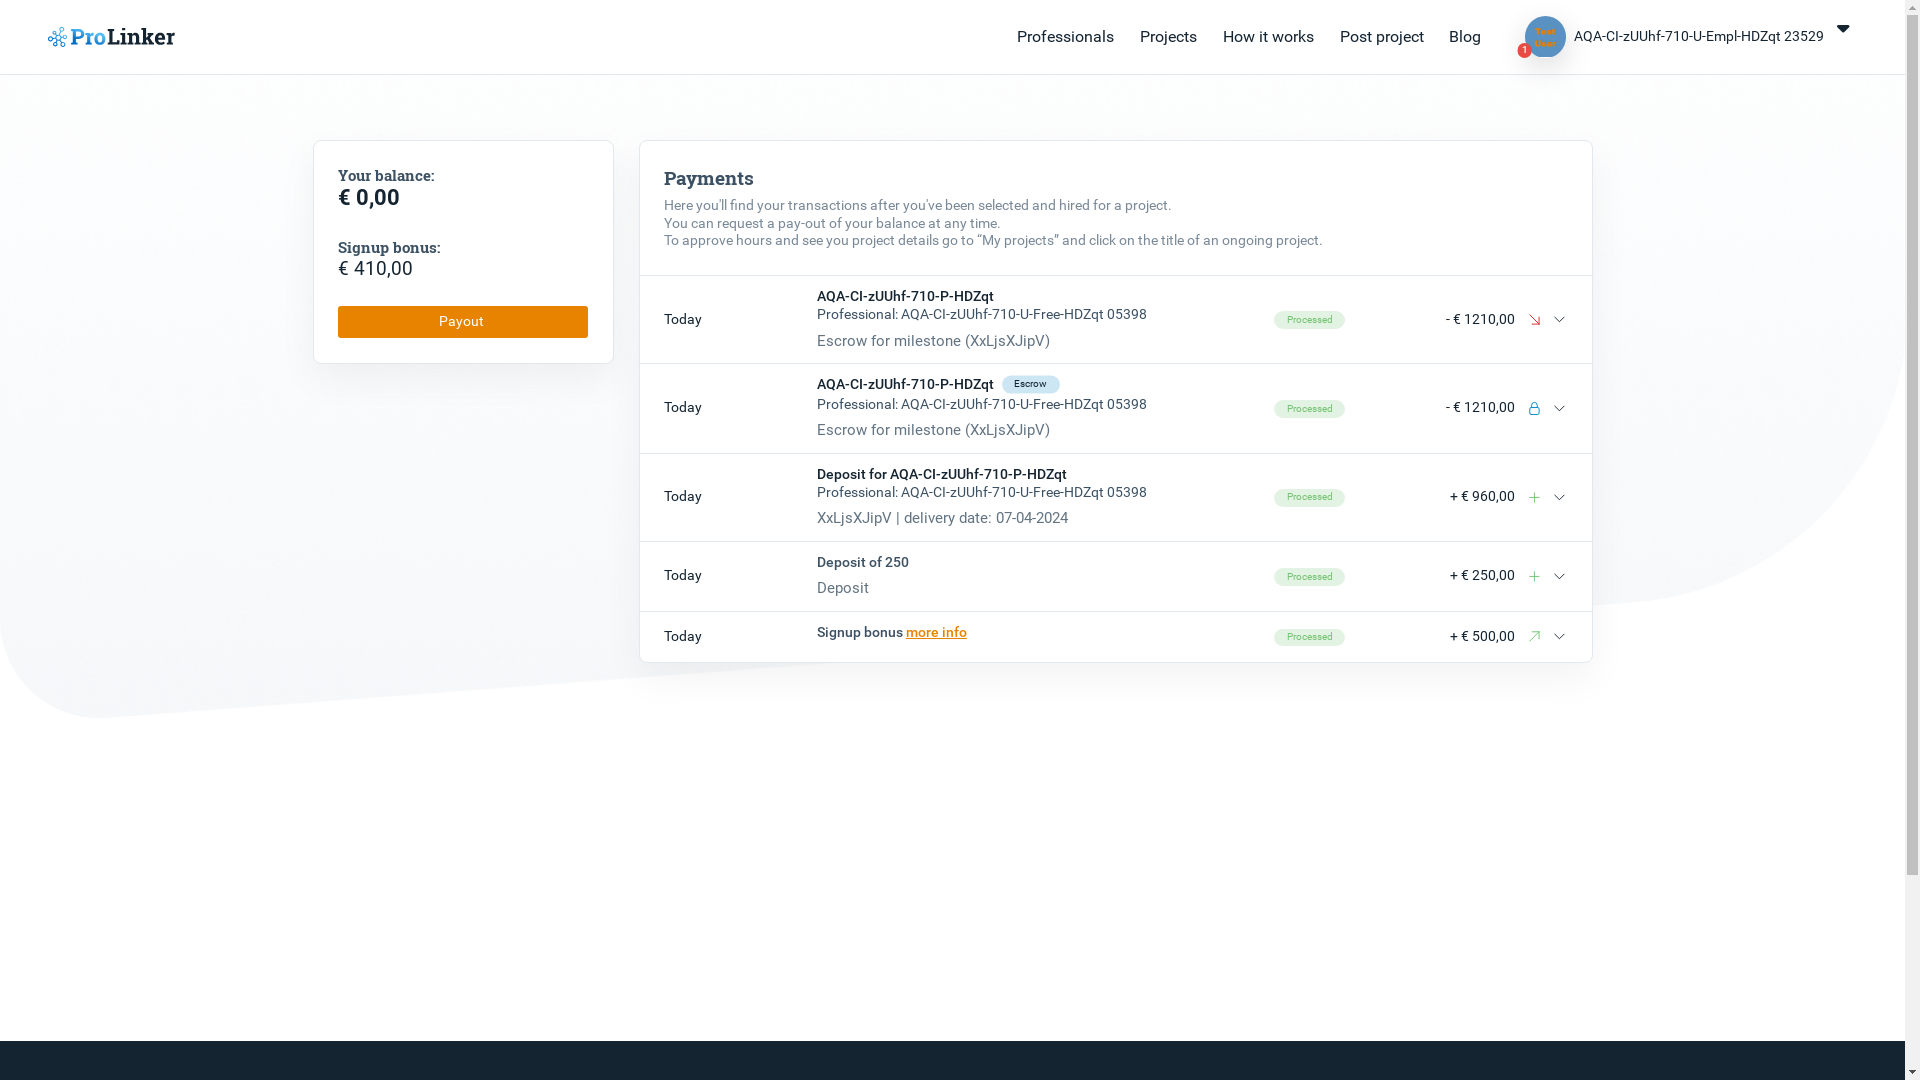 ProLinker
Professionals Projects How it works Post project Blog
1
AQA-CI-zUUhf-710-U-Empl-HDZqt 23529
Your balance:
€ 0,00
Signup bonus:
€ 410,00
Payout
Payments
Here you'll find your transactions after you've been selected and hired for a project.
You can request a pay-out of your balance at any time.
To approve hours and see you project details go to “My projects” and click on the title of an ongoing project.
Today
AQA-CI-zUUhf-710-P-HDZqt
Professional: AQA-CI-zUUhf-710-U-Free-HDZqt 05398
Escrow for milestone (XxLjsXJipV)
Processed
- € 1210,00
Today
AQA-CI-zUUhf-710-P-HDZqt Escrow
Professional: AQA-CI-zUUhf-710-U-Free-HDZqt 05398
Escrow for milestone (XxLjsXJipV)
Processed
- € 1210,00
Today
Deposit for AQA-CI-zUUhf-710-P-HDZqt
Professional: AQA-CI-zUUhf-710-U-Free-HDZqt 05398
XxLjsXJipV | delivery date: 07-04-2024
Processed
+ € 960,00
Today
Deposit of 250
Deposit
Processed
+ € 250,00
Today
Signup bonus more info
Processed
+ € 500,00